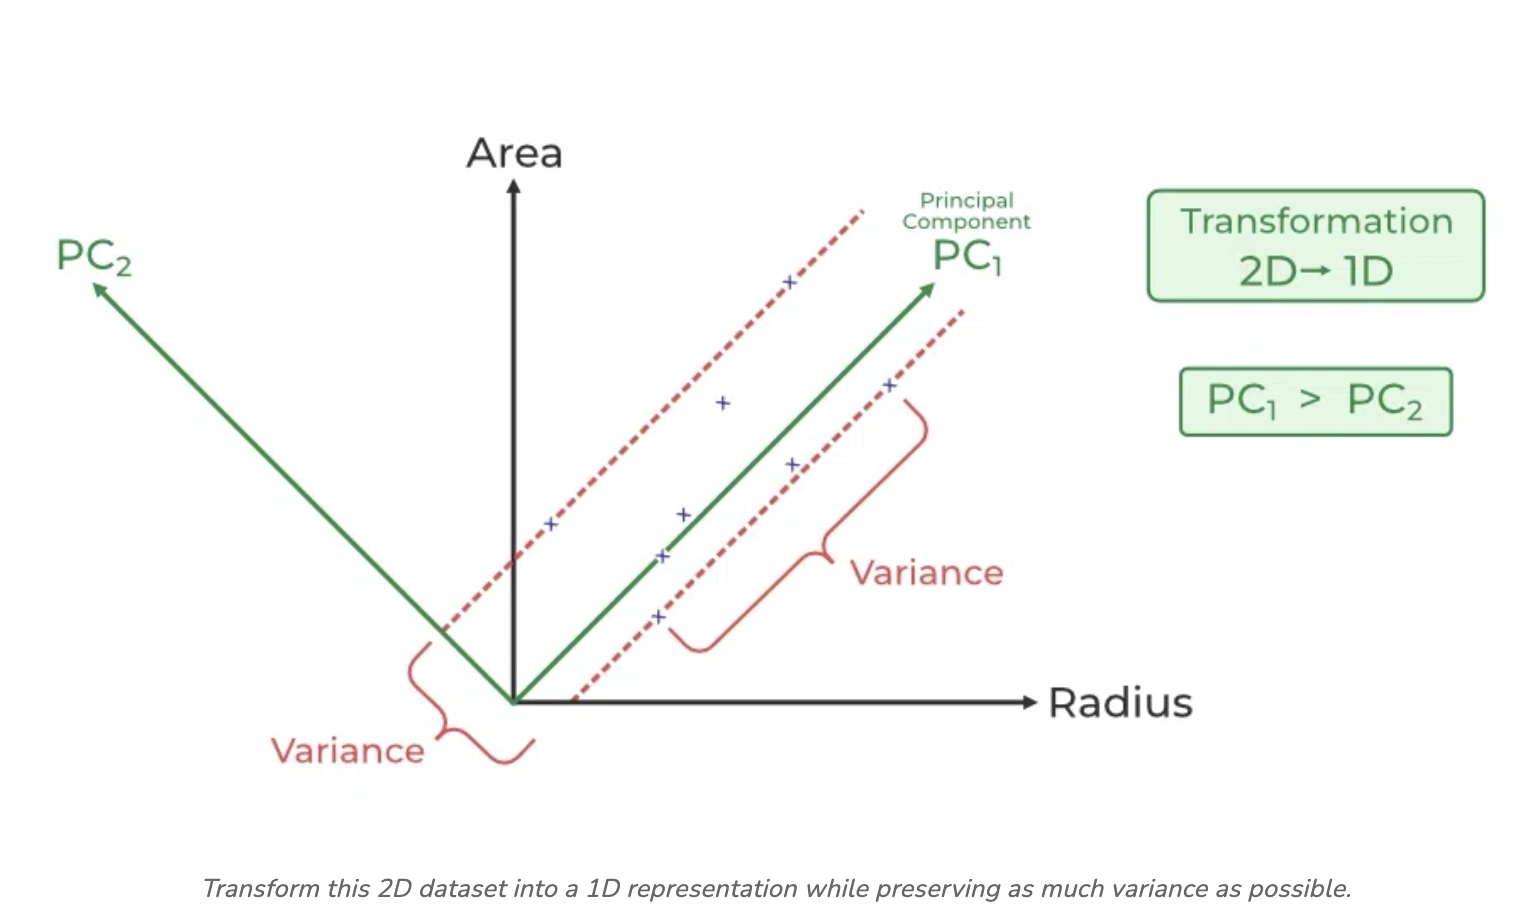 Area
Principal
Component
PC₁
PC₂
Transformation
2D→ 1D
PC₁ > PC₂
Variance
Radius
Variance
Transform this 2D dataset into a 1D representation while preserving as much variance as possible.